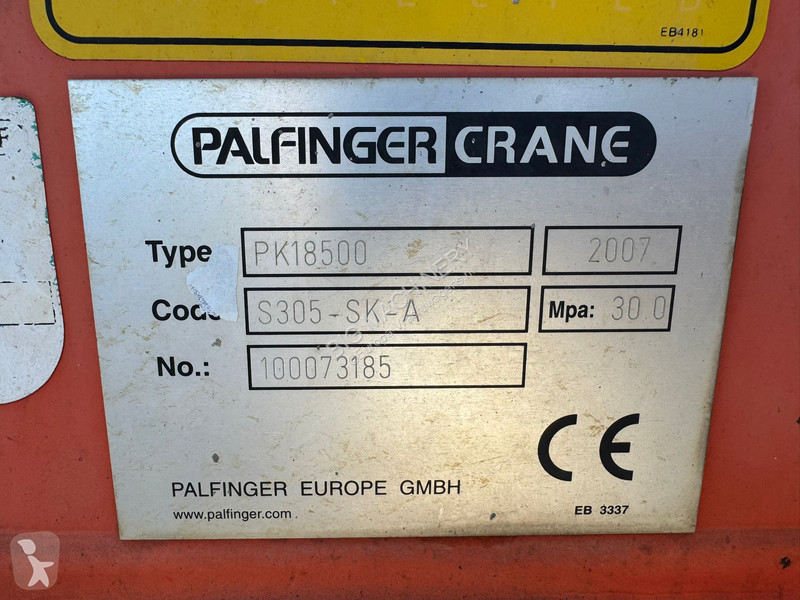 EB4181
PALFINGER CRANE
Type PK18500 2007
Code S305-SK-A Mpa: 30.0
No.: 100073185
CE
PALFINGER EUROPE GMBH
www.palfinger.com EB 3337